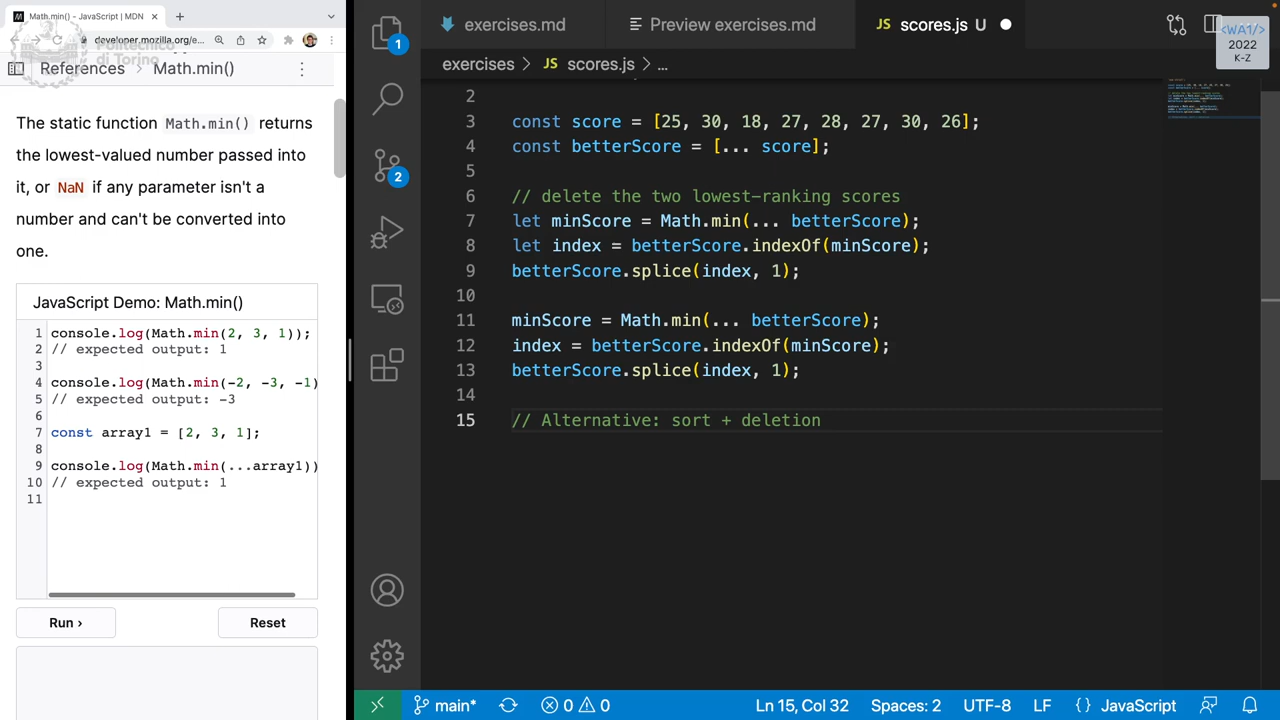 Math.min() - JavaScript | MDN
developer.mozilla.org/e...
Politecnico
di Torino
References > Math.min()
The static function Math.min() returns
the lowest-valued number passed into
it, or NaN if any parameter isn't a
number and can't be converted into
one.
JavaScript Demo: Math.min()
1 console.log(Math.min(2, 3, 1));
2 // expected output: 1
3
4 console.log(Math.min(-2, -3, -1)
5 // expected output: -3
6
7 const array1 = [2, 3, 1];
8
9 console.log(Math.min(...array1))
10 // expected output: 1
11
Run ›
Reset
1
2
exercises.md
Preview exercises.md
JS scores.js U
<WA1/>
2022
K-Z
exercises > JS scores.js > ...
2
3 const score = [25, 30, 18, 27, 28, 27, 30, 26];
4 const betterScore = [... score];
5
6 // delete the two lowest-ranking scores
7 let minScore = Math.min(... betterScore);
8 let index = betterScore.indexOf(minScore);
9 betterScore.splice(index, 1);
10
11 minScore = Math.min(... betterScore);
12 index = betterScore.indexOf(minScore);
13 betterScore.splice(index, 1);
14
15 // Alternative: sort + deletion
main* 0 0 Ln 15, Col 32 Spaces: 2 UTF-8 LF {} JavaScript